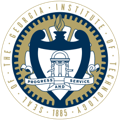 SEAL OF THE GEORGIA INSTITUTE OF TECHNOLOGY
PROGRESS AND SERVICE
1885